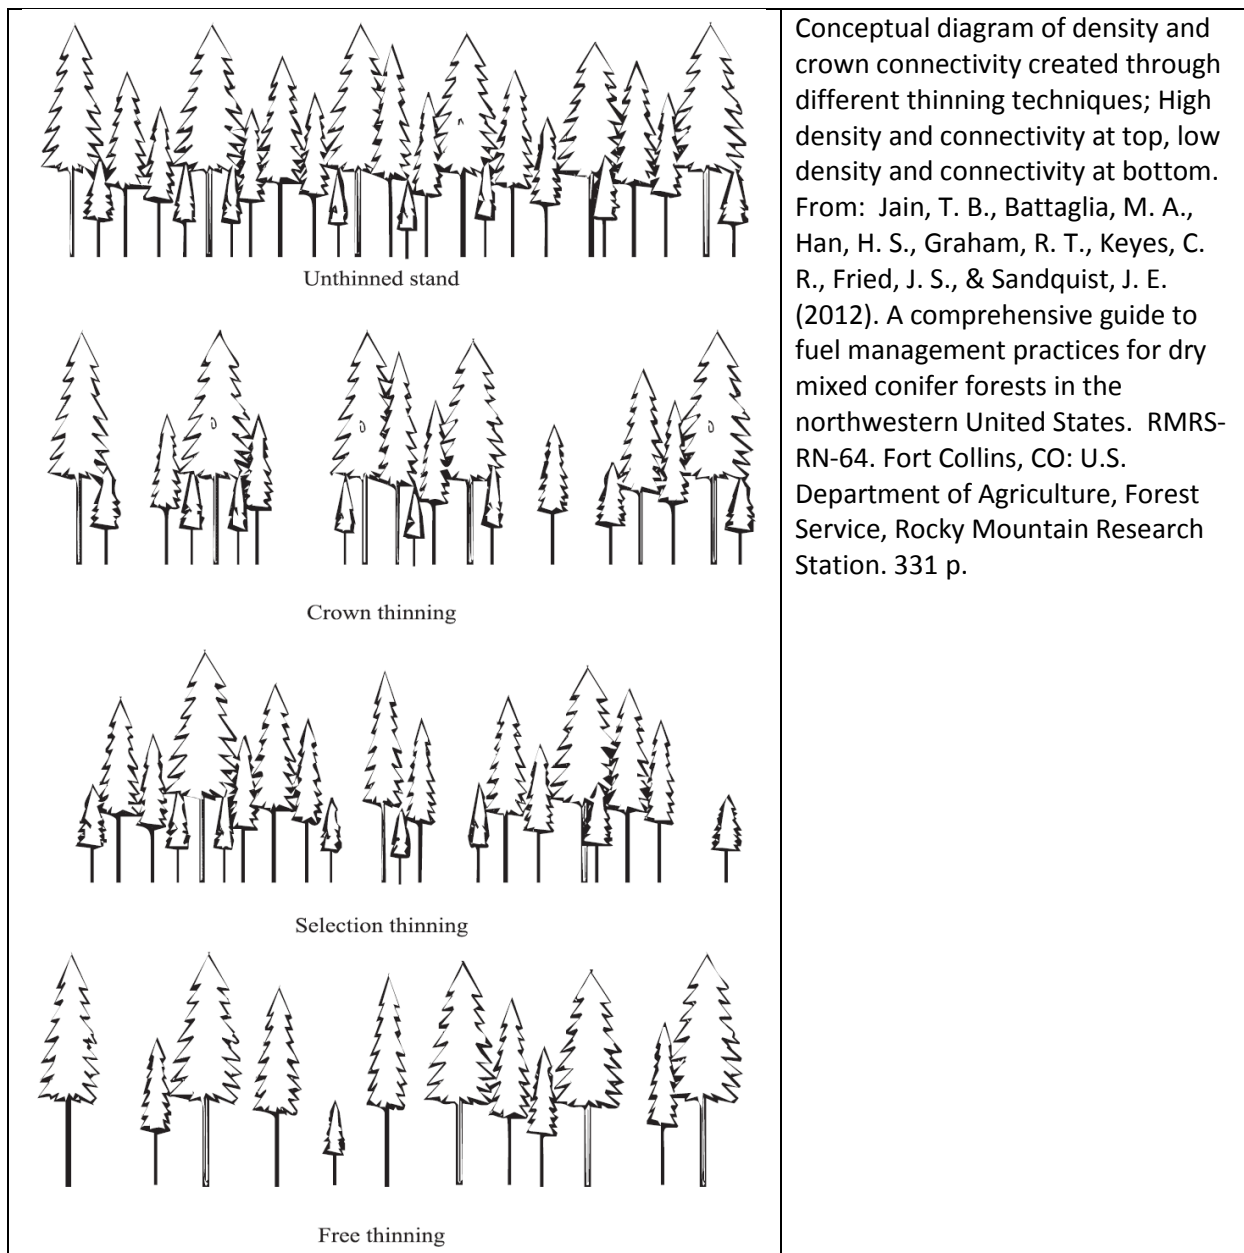 Unthinned stand
Crown thinning
Selection thinning
Free thinning
Conceptual diagram of density and
crown connectivity created through
different thinning techniques; High
density and connectivity at top, low
density and connectivity at bottom.
From:  Jain, T. B., Battaglia, M. A.,
Han, H. S., Graham, R. T., Keyes, C.
R., Fried, J. S., & Sandquist, J. E.
(2012). A comprehensive guide to
fuel management practices for dry
mixed conifer forests in the
northwestern United States.  RMRS-
RN-64. Fort Collins, CO: U.S.
Department of Agriculture, Forest
Service, Rocky Mountain Research
Station. 331 p.